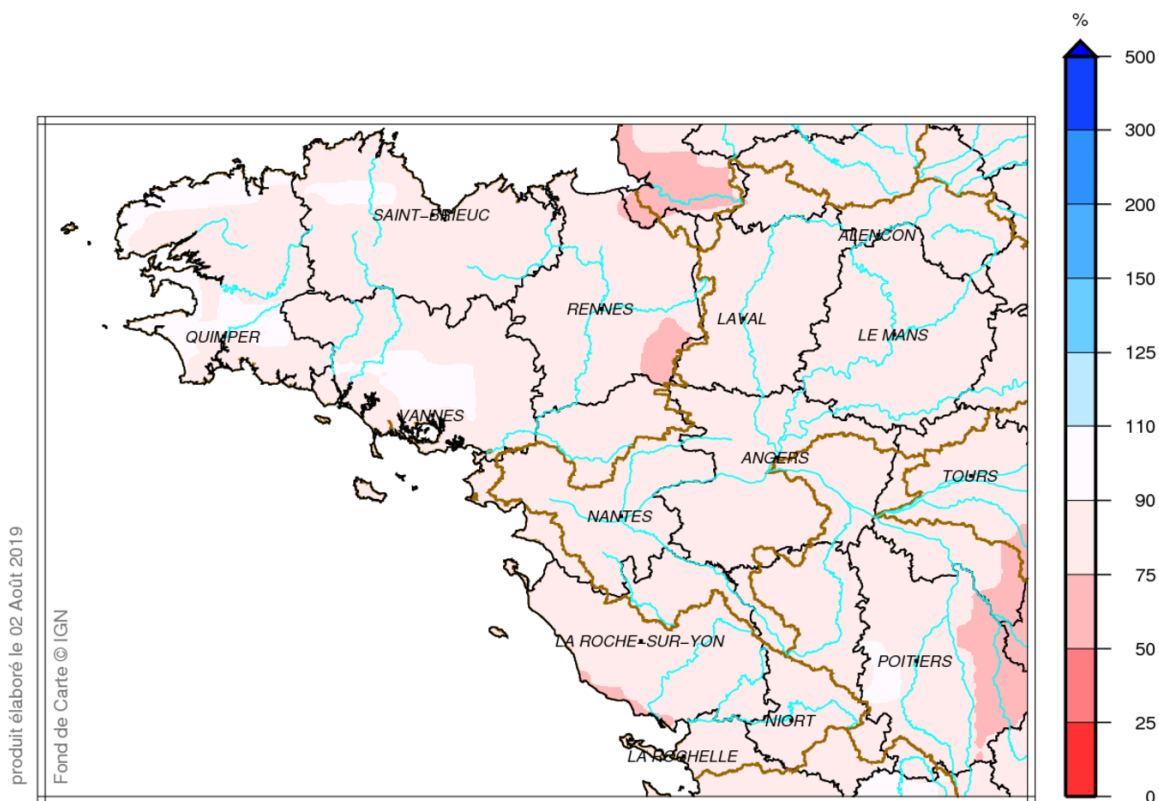 %
500
300
200
150
125
110
90
75
50
25
0
SAINT-BRIEUC
ALENCON
QUIMPER
RENNES
LAVAL
LE MANS
VANNES
ANGERS
TOURS
NANTES
LA ROCHE-SUR-YON
POITIERS
NIORT
LA ROCHELLE
produit élaboré le 02 Août 2019
Fond de Carte © IGN